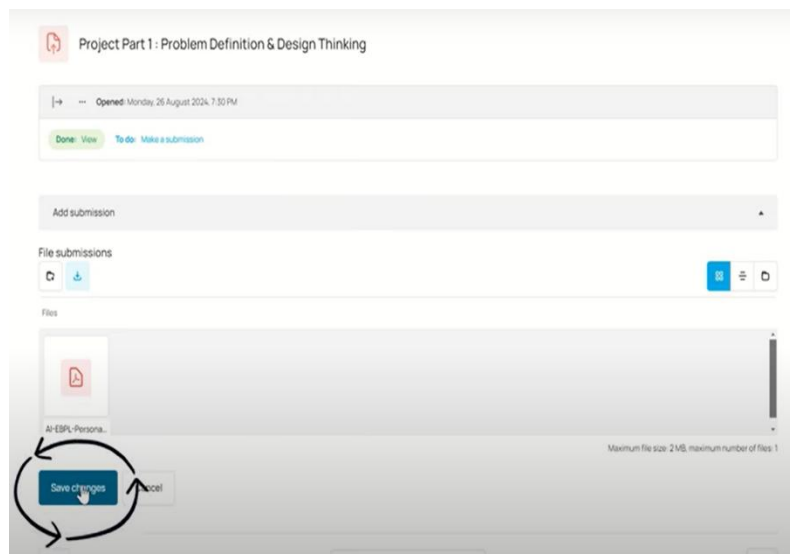 Project Part 1 : Problem Definition & Design Thinking
Opened: Monday, 26 August 2024, 7:30 PM
Done: View To do: Make a submission
Add submission
File submissions
Files
AI-EBPL-Persona...
Maximum file size: 2 MB, maximum number of files: 1
Save changes Cancel